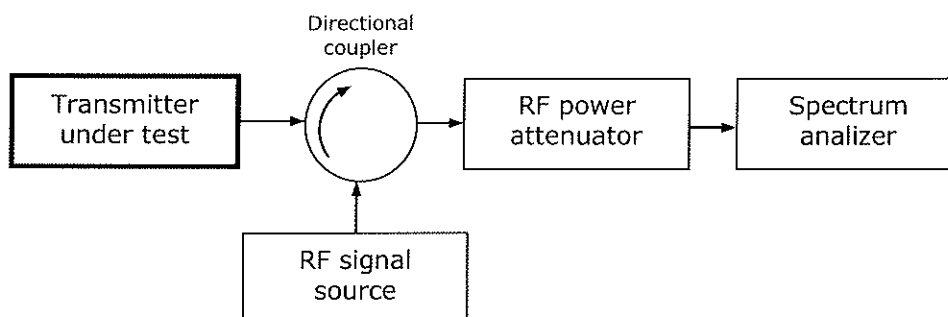 Directional
coupler
Transmitter
under test
RF power
attenuator
Spectrum
analizer
RF signal
source